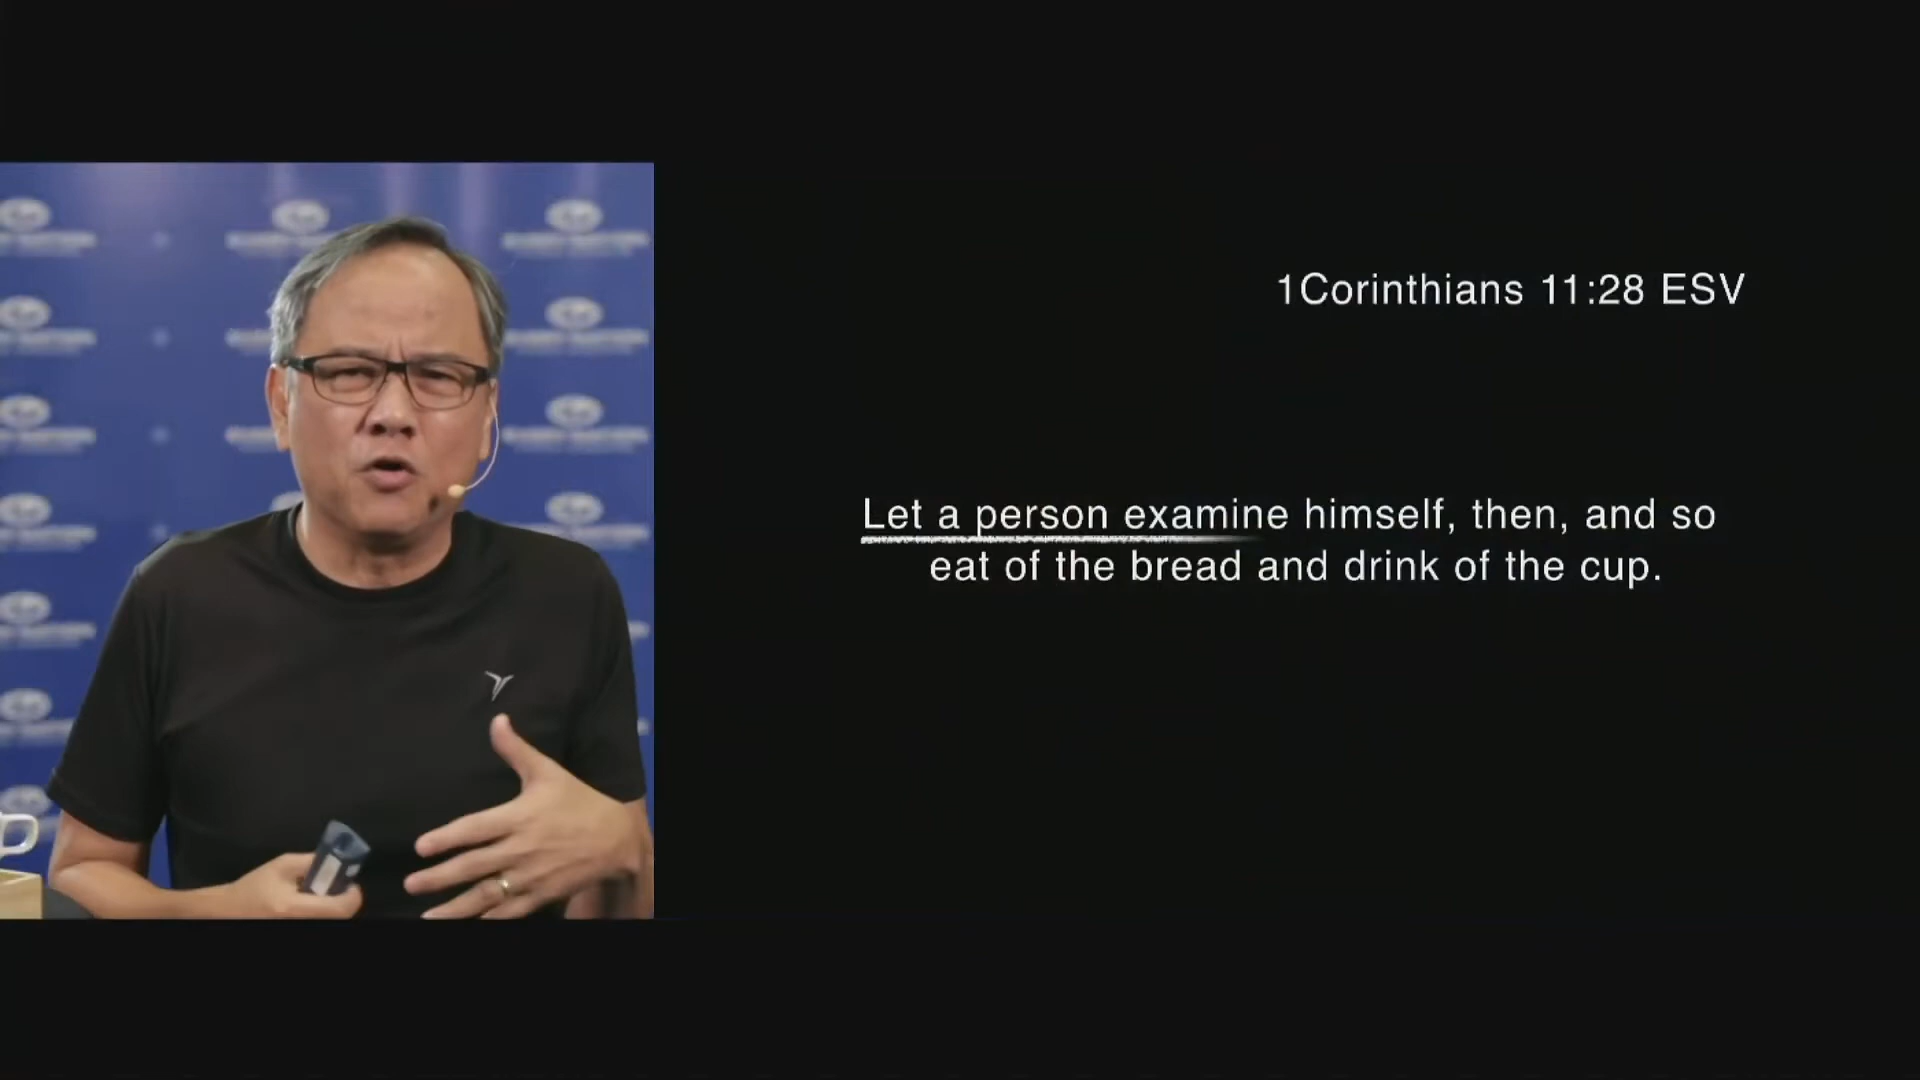 1Corinthians 11:28 ESV
Let a person examine himself, then, and so
eat of the bread and drink of the cup.